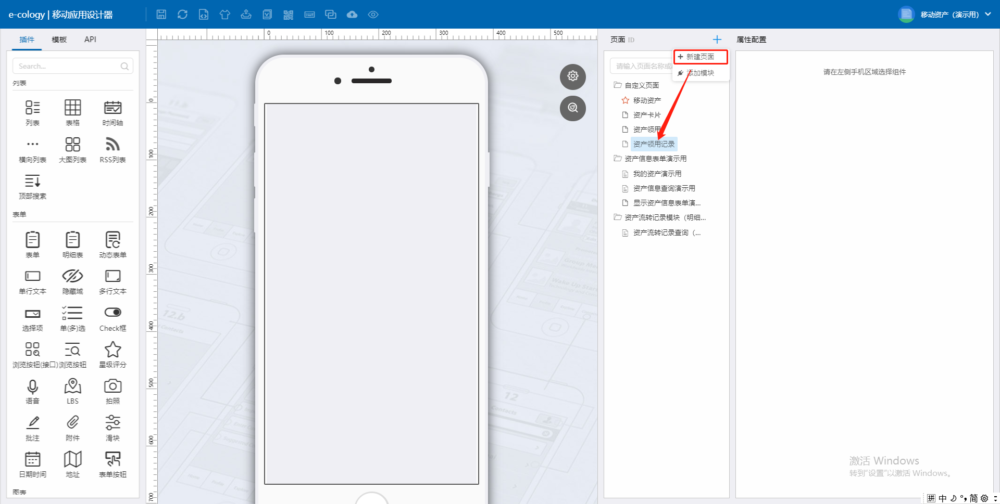 e-cology | 移动应用设计器
移动资产（演示用）
插件 模板 API
Search...
列表
列表 表格 时间轴
横向列表 大图列表 RSS列表
顶部搜索
表单
表单 明细表 动态表单
单行文本 隐藏域 多行文本
选择项 单(多)选 Check框
浏览按钮(接口) 浏览按钮 星级评分
语音 LBS 拍照
批注 附件 滑块
日期时间 地址 表单按钮
图表
0 100 200 300 400 500
0
100
200
300
400
500
600
700
12.b
Contacts
12
Contacts
Group Me
Wake Up Star
页面 ID
新建页面
添加模块
请输入页面名称或
自定义页面
移动资产
资产卡片
资产领用
资产领用记录
资产信息表单演示用
我的资产演示用
资产信息查询演示用
显示资产信息表单演...
资产流转记录模块（明细...
资产流转记录查询（...
属性配置
请在左侧手机区域选择组件
激活 Windows
转到“设置”以激活 Windows。
拼 中 简